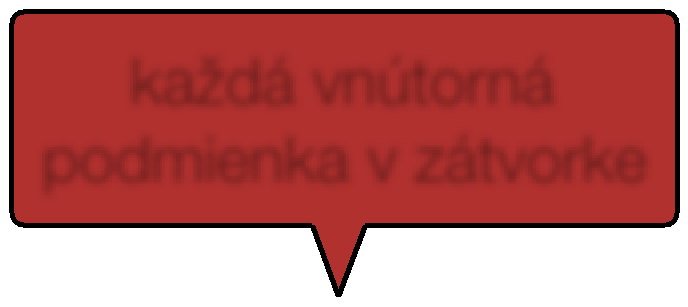 každá vnútorná
podmienka v zátvorke